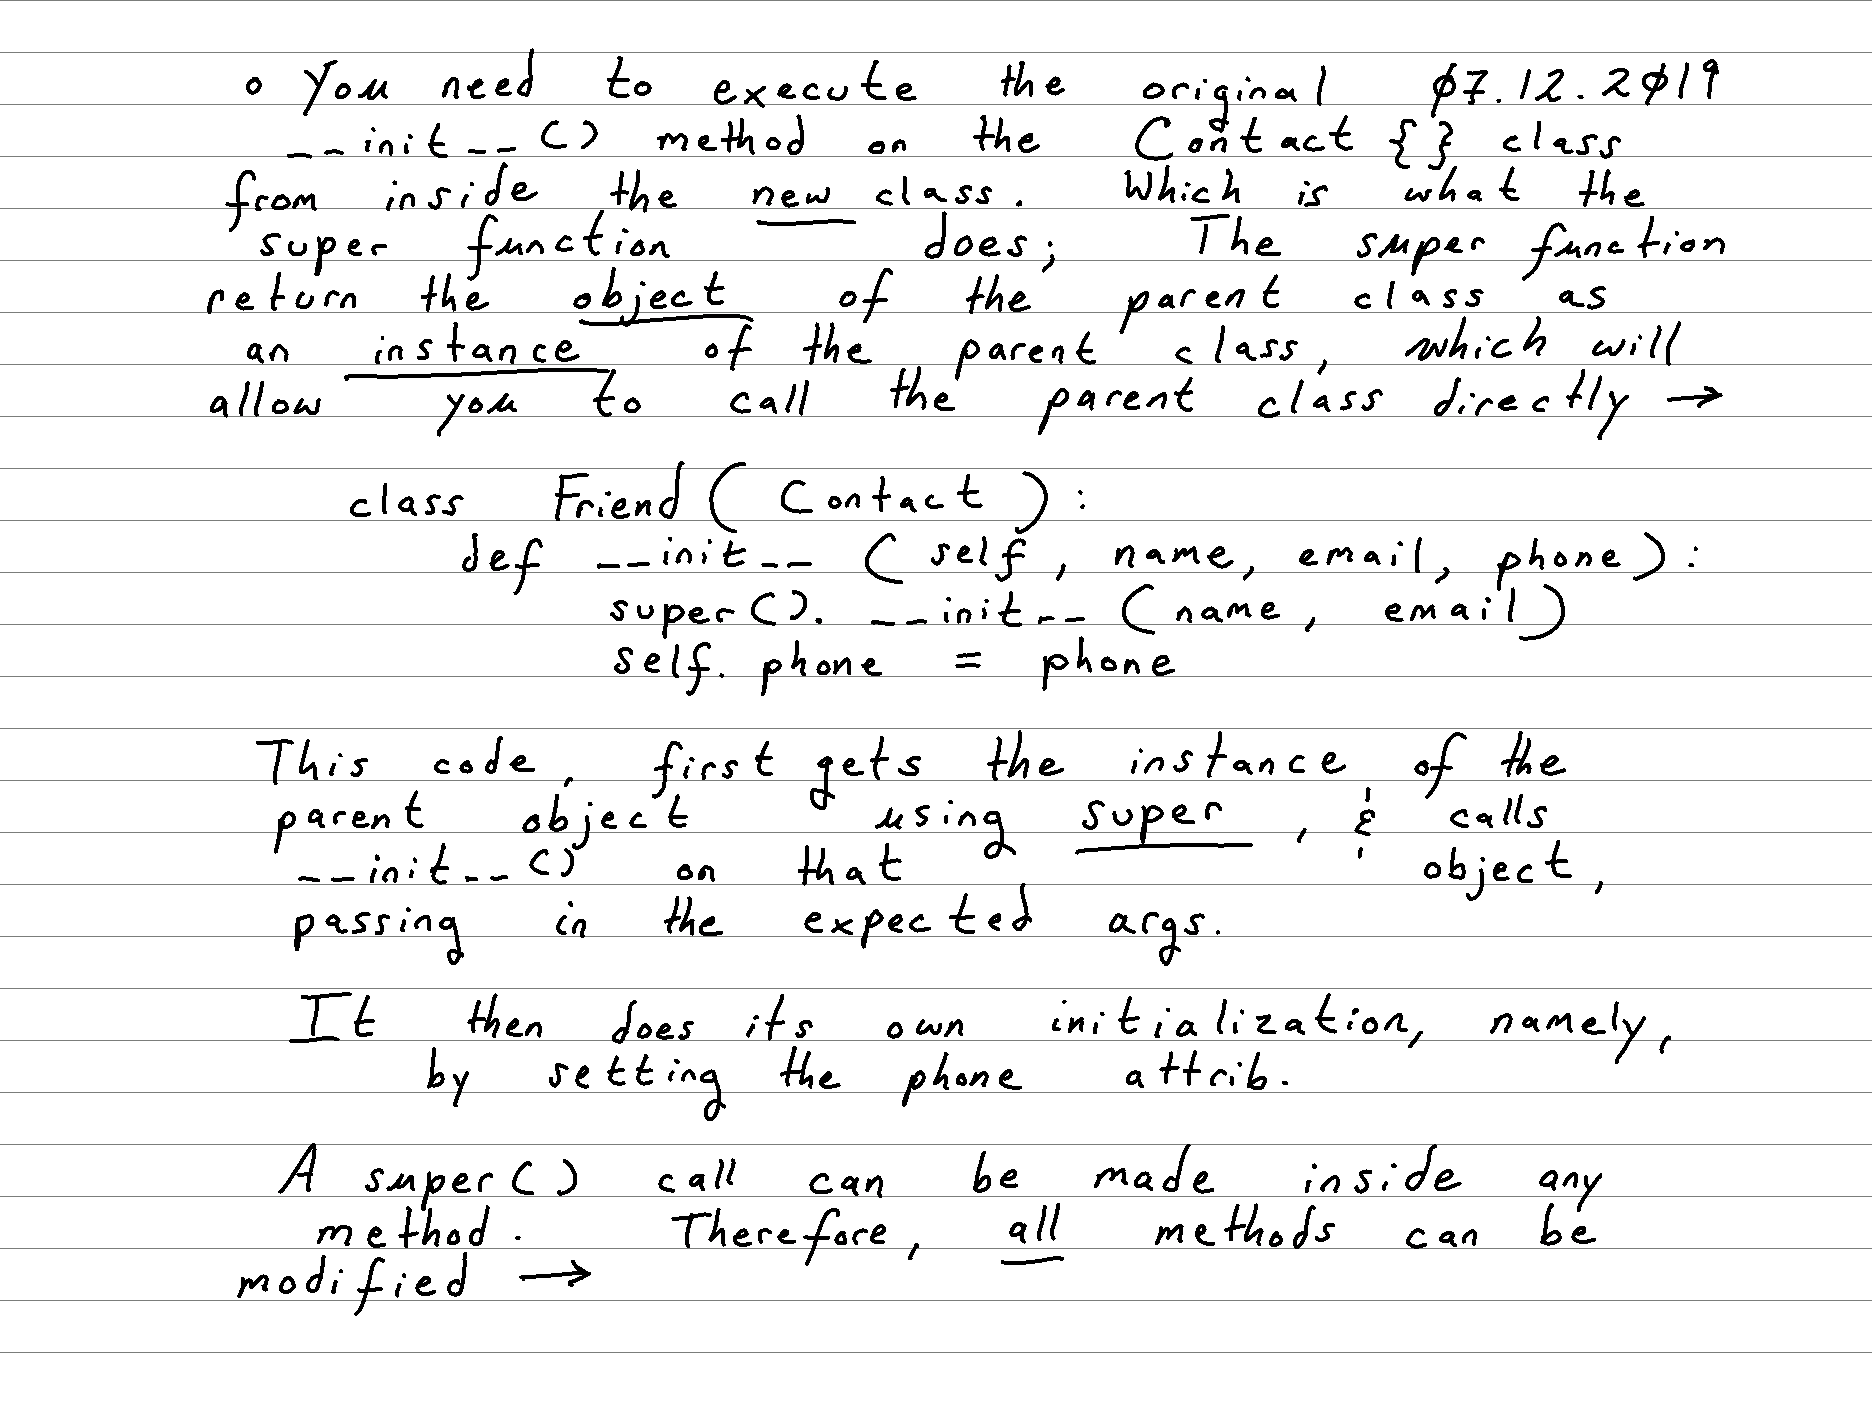 o You need to execute the original 07.12.2019
__init__() method on the Contact {} class
from inside the new class. Which is what the
super function does; The super function
return the object of the parent class as
an instance of the parent class, which will
allow you to call the parent class directly →
class Friend ( Contact ) :
def __init__ ( self , name, email, phone ) :
super(). __init__ ( name , email )
self. phone = phone
This code, first gets the instance of the
parent object using super , & calls
__init__() on that object,
passing in the expected args.
It then does its own initialization, namely,
by setting the phone attrib.
A super() call can be made inside any
method. Therefore, all methods can be
modified →